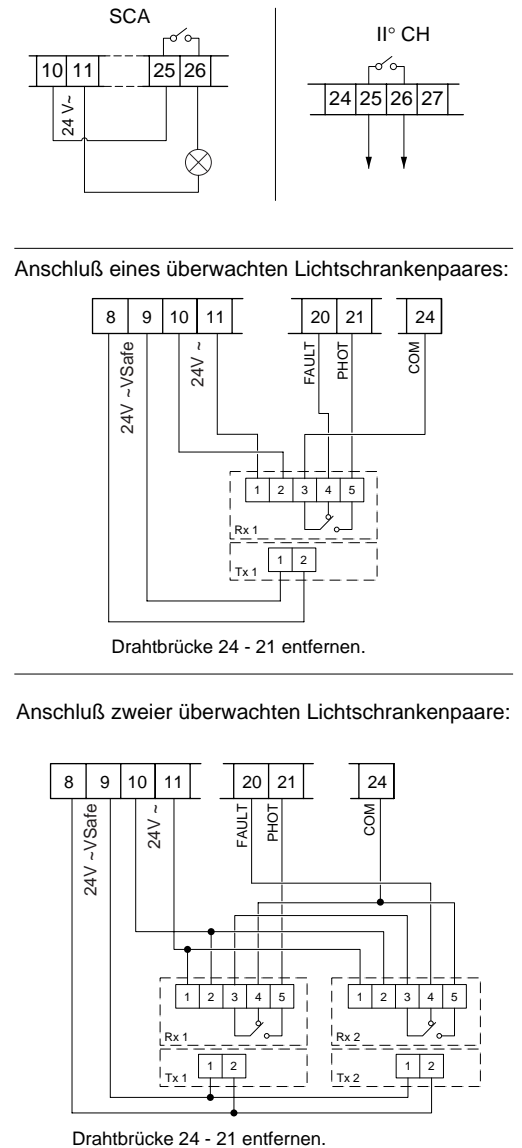 SCA
10 11 25 26
24 V~
II° CH
24 25 26 27
Anschluß eines überwachten Lichtschrankenpaares:
8 9 10 11 20 21 24
24V ~VSafe
24V ~
FAULT
PHOT
COM
1 2 3 4 5
Rx 1
1 2
Tx 1
Drahtbrücke 24 - 21 entfernen.
Anschluß zweier überwachten Lichtschrankenpaare:
8 9 10 11 20 21 24
24V ~VSafe
24V ~
FAULT
PHOT
COM
1 2 3 4 5 1 2 3 4 5
Rx 1 Rx 2
1 2 1 2
Tx 1 Tx 2
Drahtbrücke 24 - 21 entfernen.